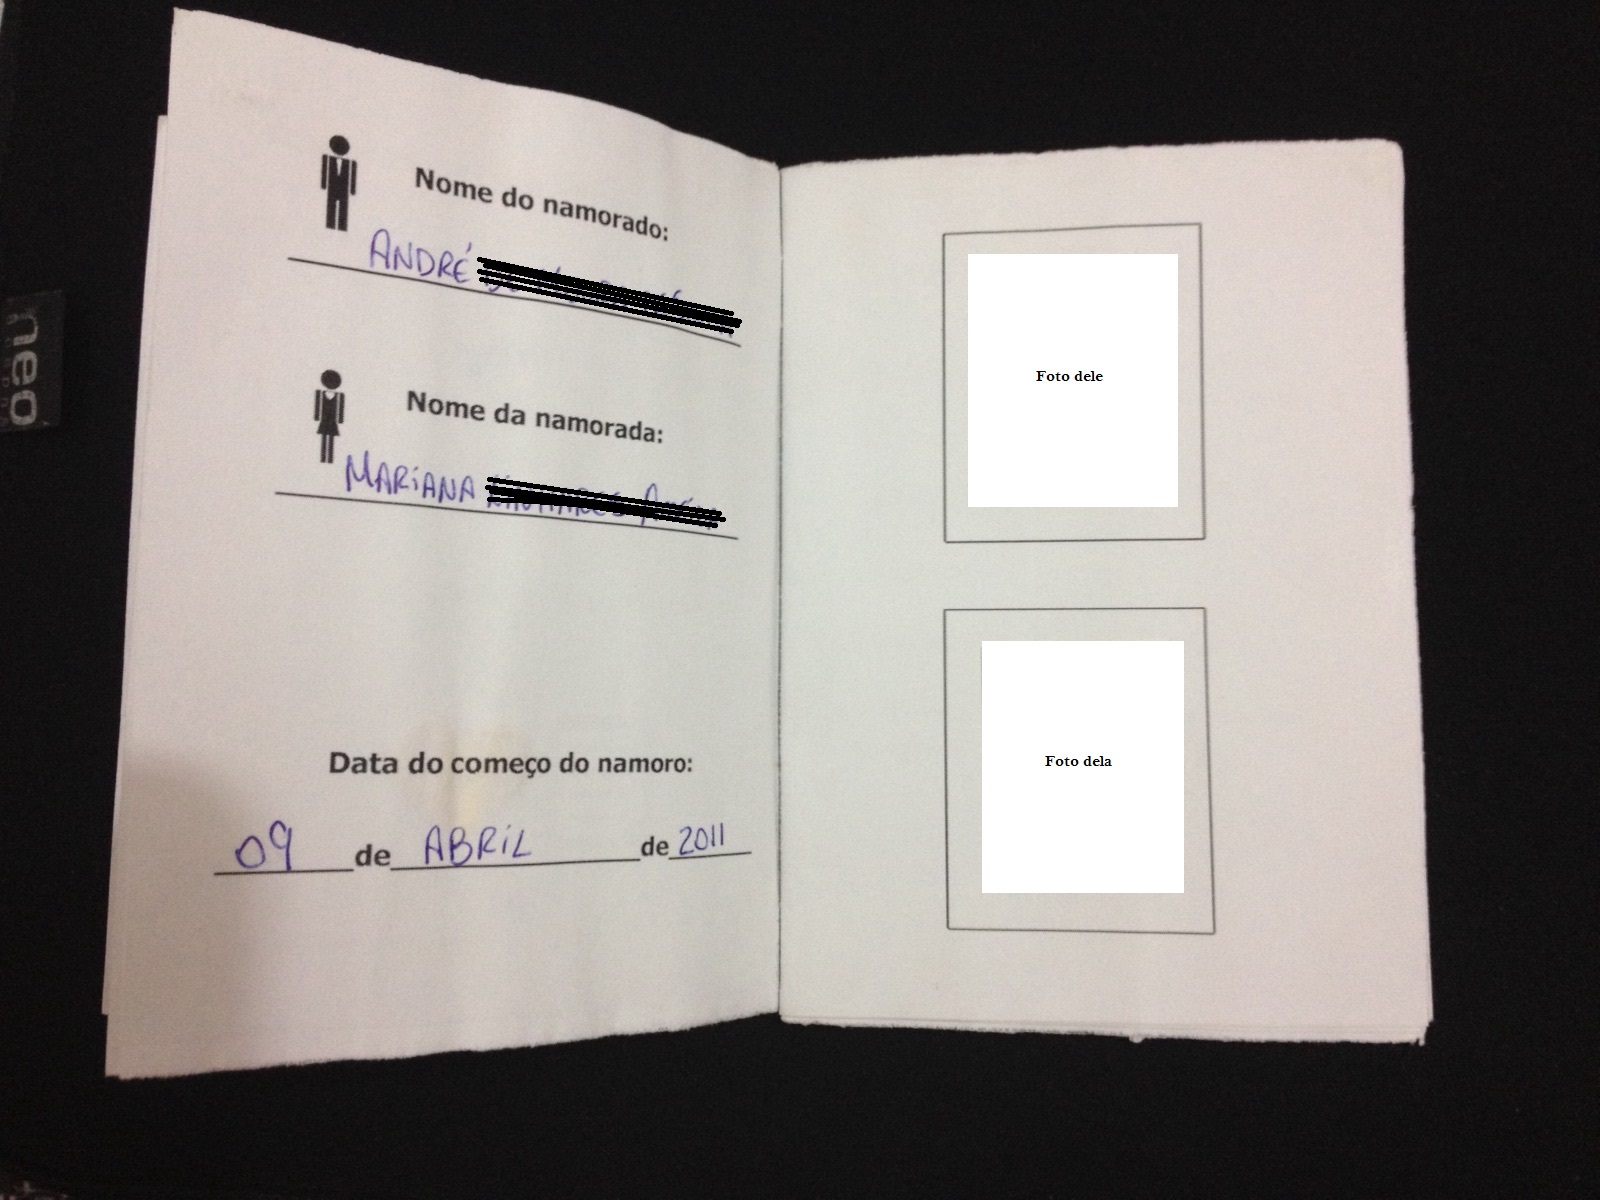 Nome do namorado:
ANDRÉ
Nome da namorada:
MARIANA
Data do começo do namoro:
09 de ABRIL de 2011
Foto dele
Foto dela
neo